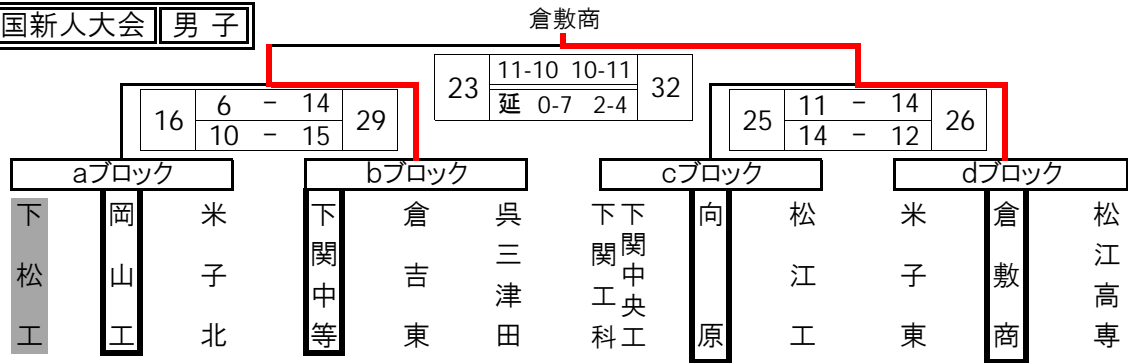 国新人大会 男子
倉敷商
23 11-10 10-11 32
延 0-7 2-4
16 6 - 14 29
10 - 15
25 11 - 14 26
14 - 12
aブロック bブロック cブロック dブロック
下松工
岡山工
米子北
下関中等
倉吉東
呉三津田
下関工科
下関中央工
向原
松江工
米子東
倉敷商
松江高専